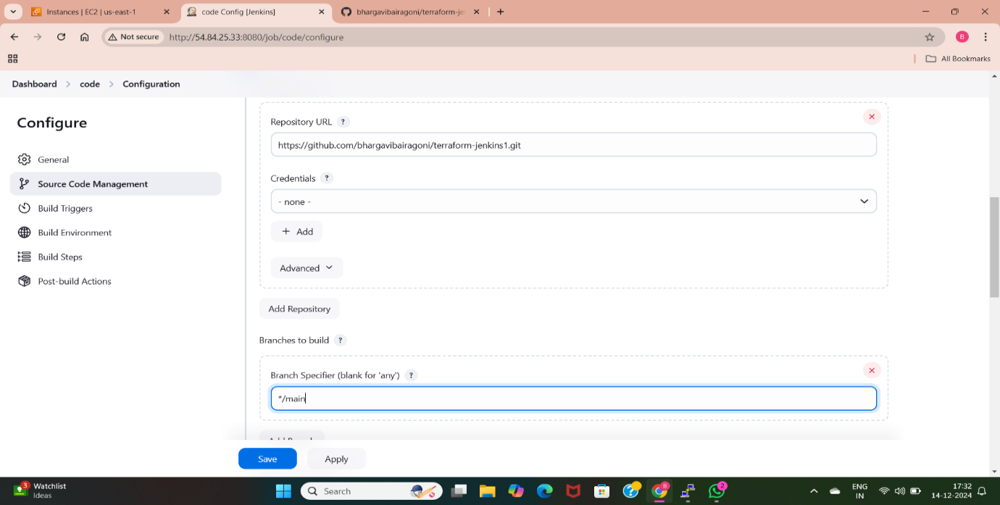 Instances | EC2 | us-east-1
code Config [Jenkins]
bhargavibairagoni/terraform-je
Not secure
http://54.84.25.33:8080/job/code/configure
B
All Bookmarks
Dashboard
code
Configuration
Configure
General
Source Code Management
Build Triggers
Build Environment
Build Steps
Post-build Actions
Repository URL ?
https://github.com/bhargavibairagoni/terraform-jenkins1.git
Credentials ?
- none -
+ Add
Advanced
Add Repository
Branches to build ?
Branch Specifier (blank for 'any') ?
*/main
Save
Apply
3
Watchlist
Ideas
Search
6
2
ENG
IN
17:32
14-12-2024